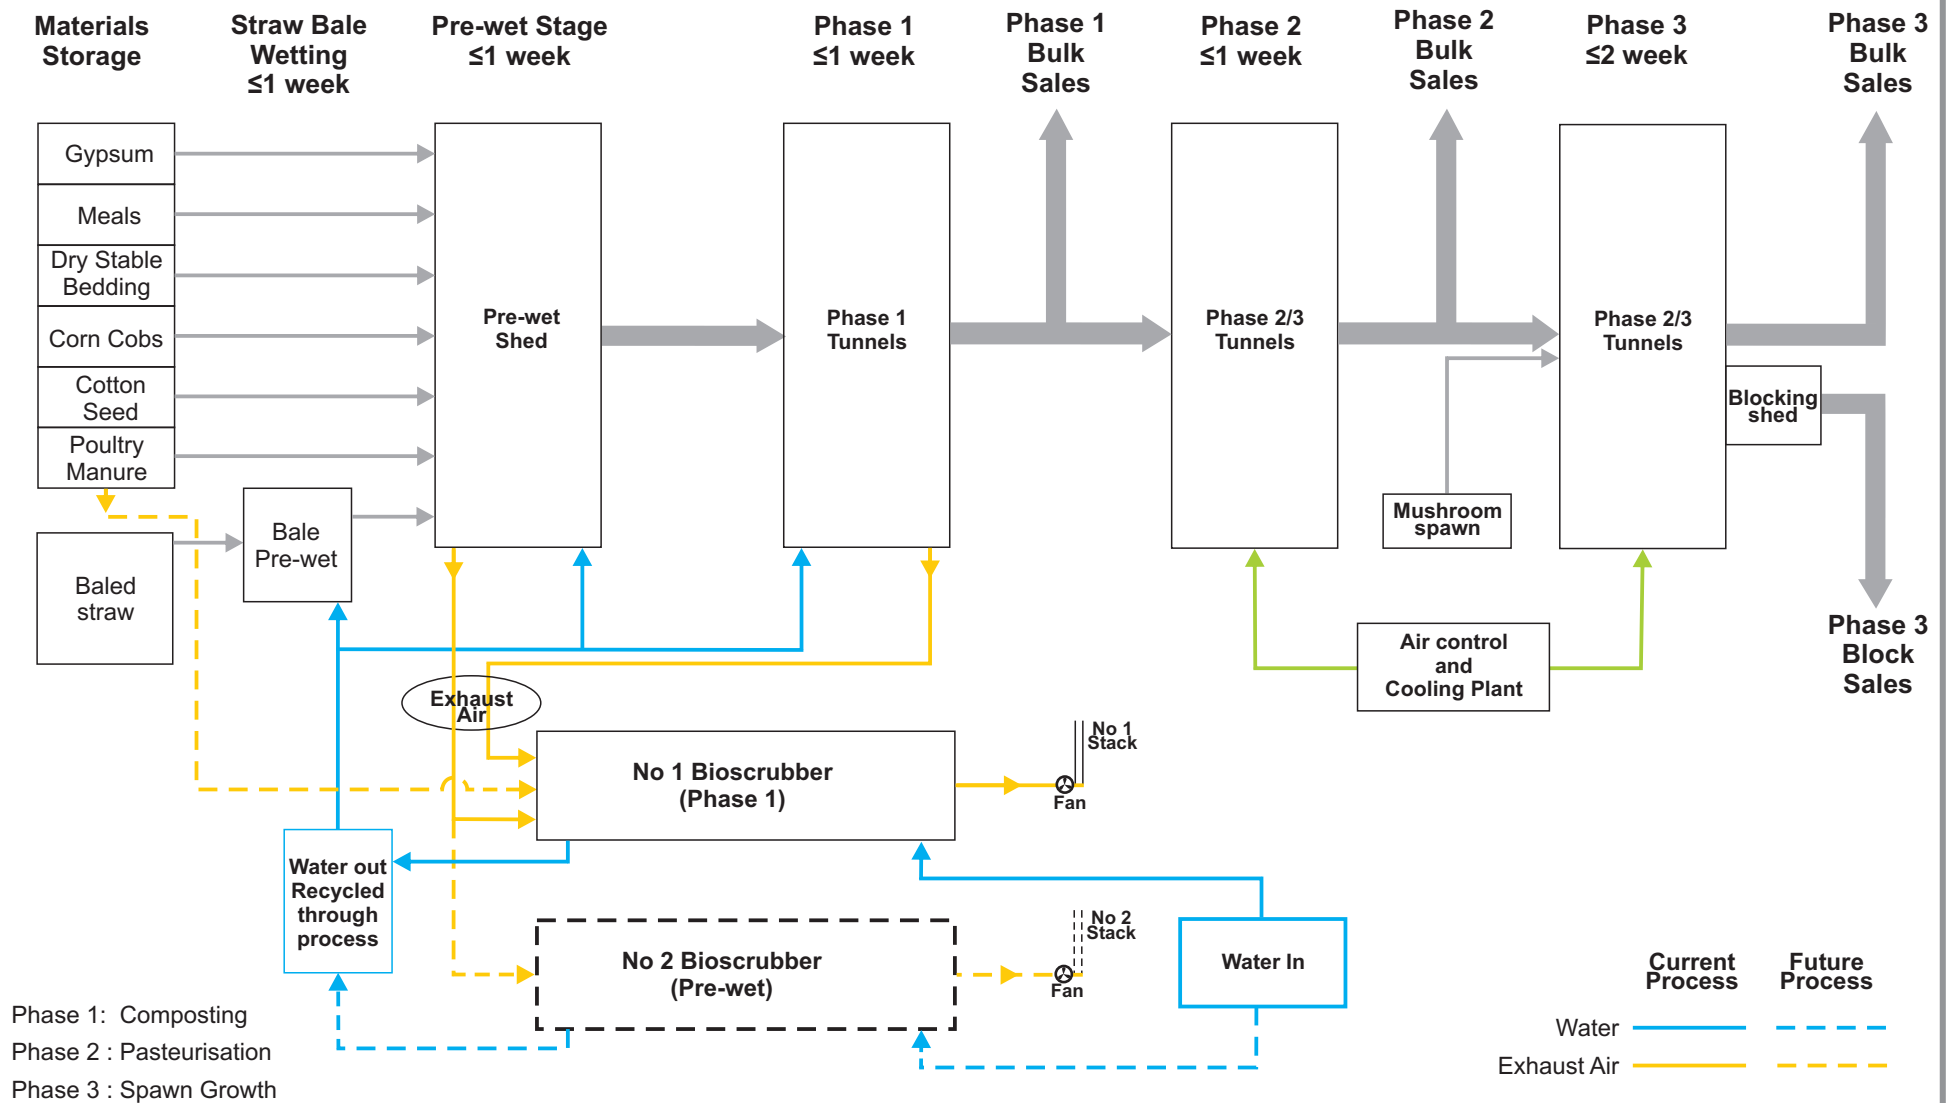 Materials
Storage
Straw Bale
Wetting
≤1 week
Pre-wet Stage
≤1 week
Phase 1
≤1 week
Phase 1
Bulk
Sales
Phase 2
≤1 week
Phase 2
Bulk
Sales
Phase 3
≤2 week
Phase 3
Bulk
Sales
Gypsum
Meals
Dry Stable
Bedding
Corn Cobs
Cotton
Seed
Poultry
Manure
Baled
straw
Bale
Pre-wet
Pre-wet
Shed
Phase 1
Tunnels
Phase 2/3
Tunnels
Phase 2/3
Tunnels
Blocking
shed
Mushroom
spawn
Air control
and
Cooling Plant
Phase 3
Block
Sales
Exhaust
Air
No 1 Bioscrubber
(Phase 1)
No 1
Stack
Fan
Water out
Recycled
through
process
No 2 Bioscrubber
(Pre-wet)
No 2
Stack
Fan
Water In
Current
Process
Future
Process
Water
Exhaust Air
Phase 1: Composting
Phase 2 : Pasteurisation
Phase 3 : Spawn Growth